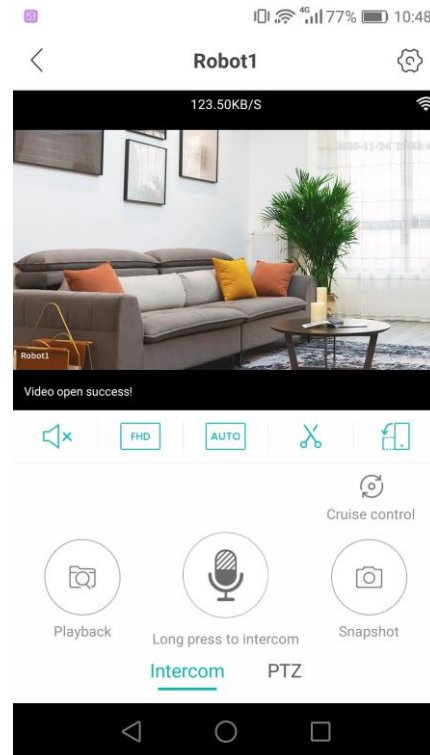 4G 77% 10:48
Robot1
123.50KB/S
Robot1
Video open success!
FHD AUTO
Cruise control
Playback
Long press to intercom
Snapshot
Intercom PTZ